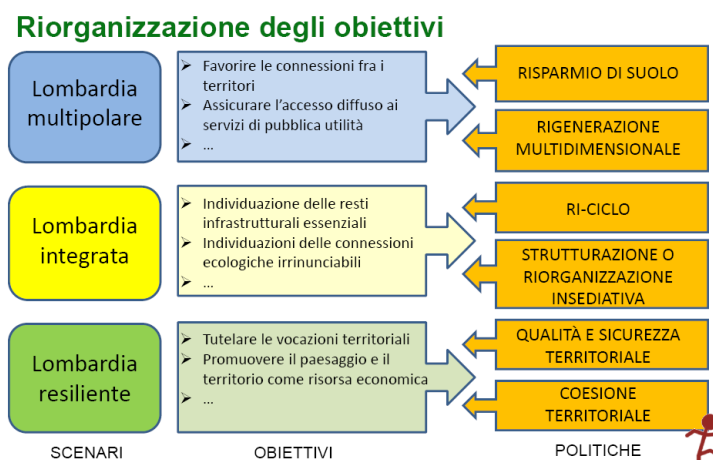 Riorganizzazione degli obiettivi
Lombardia
multipolare
➢ Favorire le connessioni fra i
territori
➢ Assicurare l'accesso diffuso ai
servizi di pubblica utilità
➢ ...
RISPARMIO DI SUOLO
RIGENERAZIONE
MULTIDIMENSIONALE
Lombardia
integrata
➢ Individuazione delle resti
infrastrutturali essenziali
➢ Individuazioni delle connessioni
ecologiche irrinunciabili
➢ ...
RI-CICLO
STRUTTURAZIONE O
RIORGANIZZAZIONE
INSEDIATIVA
Lombardia
resiliente
➢ Tutelare le vocazioni territoriali
➢ Promuovere il paesaggio e il
territorio come risorsa economica
➢ ...
QUALITÀ E SICUREZZA
TERRITORIALE
COESIONE
TERRITORIALE
SCENARI
OBIETTIVI
POLITICHE